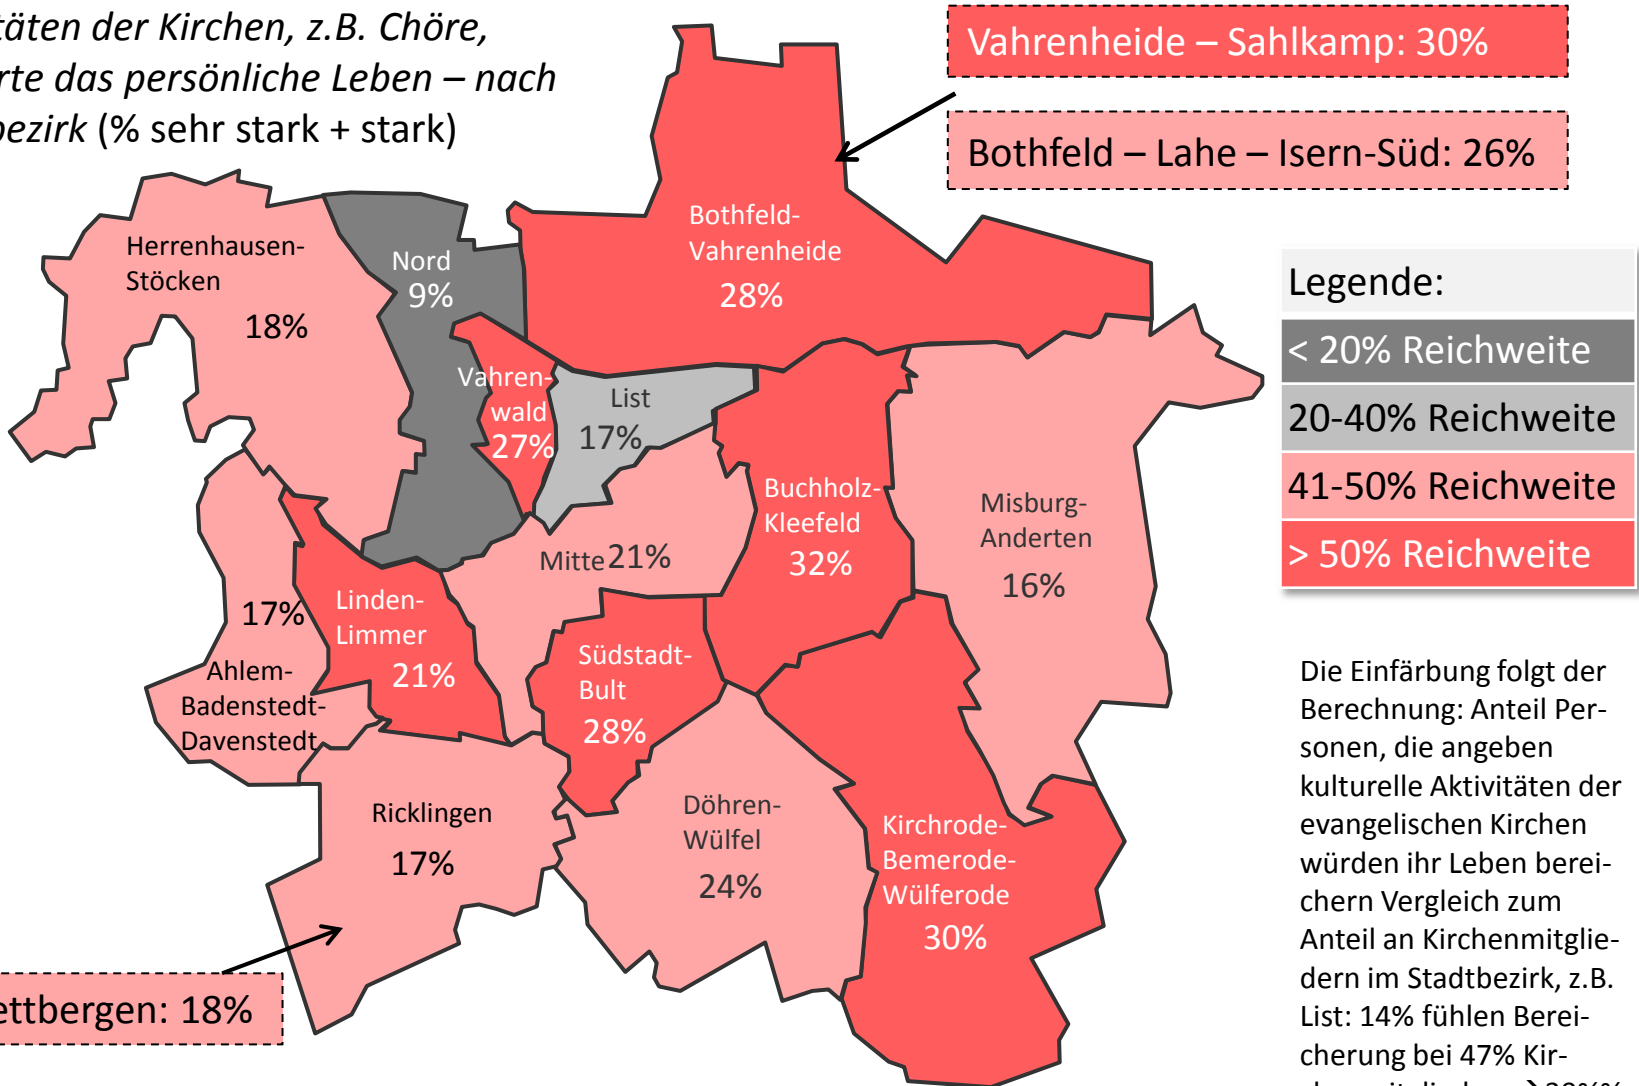 täten der Kirchen, z.B. Chöre,
rte das persönliche Leben – nach
bezirk (% sehr stark + stark)
Vahrenheide – Sahlkamp: 30%
Bothfeld – Lahe – Isern-Süd: 26%
Bothfeld-
Vahrenheide
28%
Herrenhausen-
Stöcken
18%
Nord
9%
Vahren-
wald
27%
List
17%
Buchholz-
Kleefeld
32%
Misburg-
Anderten
16%
Mitte 21%
Linden-
Limmer
21%
17%
Ahlem-
Badenstedt-
Davenstedt
Südstadt-
Bult
28%
Ricklingen
17%
Döhren-
Wülfel
24%
Kirchrode-
Bemerode-
Wülferode
30%
ettbergen: 18%
Legende:
< 20% Reichweite
20-40% Reichweite
41-50% Reichweite
> 50% Reichweite
Die Einfärbung folgt der
Berechnung: Anteil Per-
sonen, die angeben
kulturelle Aktivitäten der
evangelischen Kirchen
würden ihr Leben berei-
chern Vergleich zum
Anteil an Kirchenmitglie-
dern im Stadtbezirk, z.B.
List: 14% fühlen Berei-
cherung bei 47% Kir-